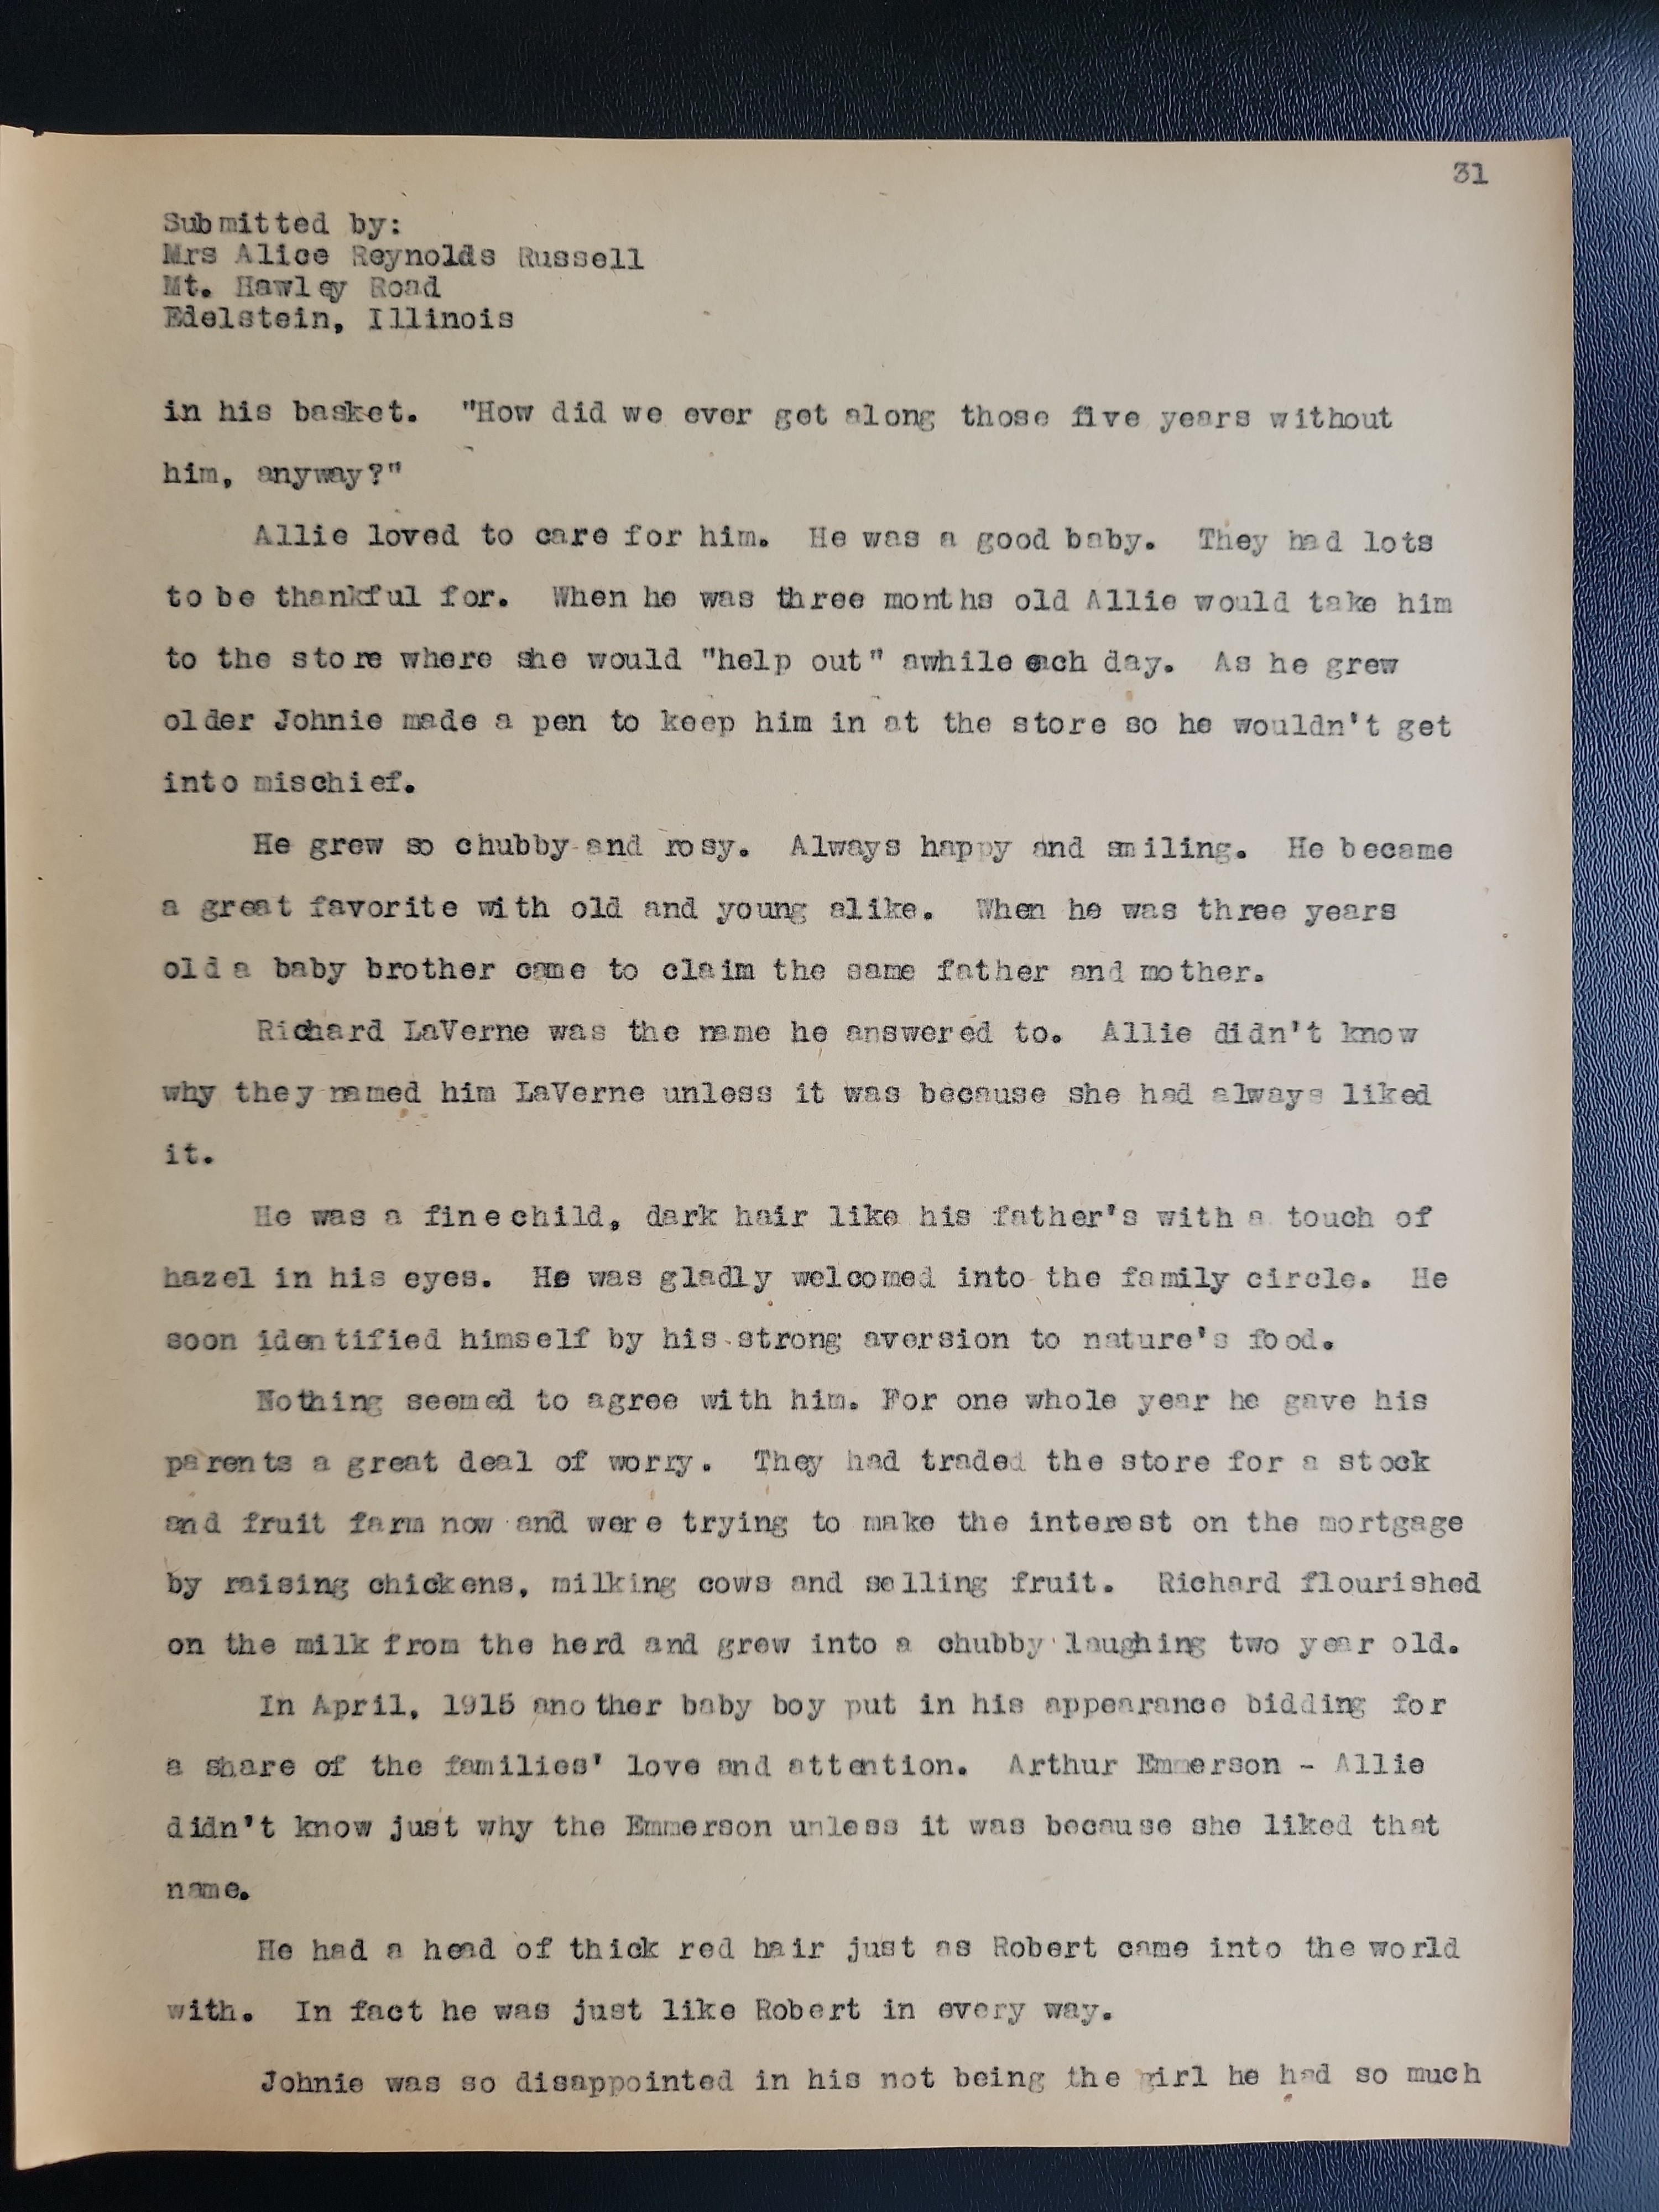 31
Submitted by:
Mrs Alice Reynolds Russell
Mt. Hawley Road
Edelstein, Illinois
in his basket. "How did we ever get along those five years without
him, anyway?"
Allie loved to care for him. He was a good baby. They had lots
to be thankful for. When he was three months old Allie would take him
to the store where she would "help out" awhile each day. As he grew
older Johnie made a pen to keep him in at the store so he wouldn't get
into mischief.
He grew so chubby and rosy. Always happy and smiling. He became
a great favorite with old and young alike. When he was three years
old a baby brother came to claim the same father and mother.
Richard LaVerne was the name he answered to. Allie didn't know
why they named him LaVerne unless it was because she had always liked
it.
He was a fine child, dark hair like his father's with a touch of
hazel in his eyes. He was gladly welcomed into the family circle. He
soon identified himself by his strong aversion to nature's food.
Nothing seemed to agree with him. For one whole year he gave his
parents a great deal of worry. They had traded the store for a stock
and fruit farm now and were trying to make the interest on the mortgage
by raising chickens, milking cows and selling fruit. Richard flourished
on the milk from the herd and grew into a chubby laughing two year old.
In April, 1915 another baby boy put in his appearance bidding for
a share of the families' love and attention. Arthur Emmerson - Allie
didn't know just why the Emmerson unless it was because she liked that
name.
He had a head of thick red hair just as Robert came into the world
with. In fact he was just like Robert in every way.
Johnie was so disappointed in his not being the girl he had so much